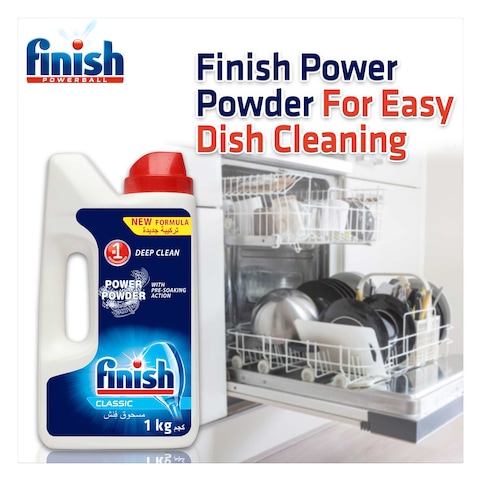 finish
POWERBALL
Finish Power
Powder For Easy
Dish Cleaning
NEW FORMULA
تركيبة جديدة
#1
DEEP CLEAN
POWER
POWDER
WITH
PRE-SOAKING
ACTION
finish
CLASSIC
مسحوق فنش
1 kg كجم